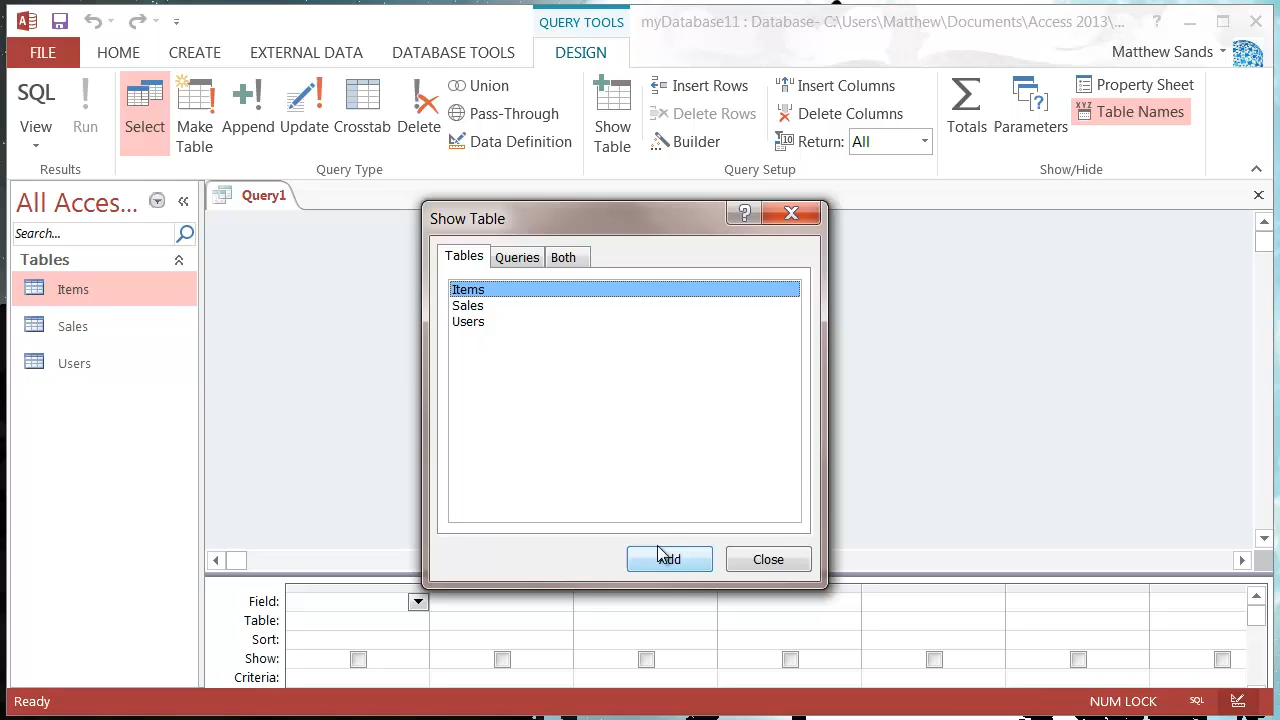 QUERY TOOLS
myDatabase11 : Database- C:\Users\Matthew\Documents\Access 2013\...
FILE
HOME
CREATE
EXTERNAL DATA
DATABASE TOOLS
DESIGN
Matthew Sands
SQL
View
Run
Results
Select
Make
Table
Append
Update
Crosstab
Delete
Union
Pass-Through
Data Definition
Query Type
Show
Table
Insert Rows
Delete Rows
Builder
Insert Columns
Delete Columns
Return: All
Query Setup
Totals
Parameters
Property Sheet
Table Names
Show/Hide
All Acces...
Search...
Tables
Items
Sales
Users
Query1
Show Table
Tables
Queries
Both
Items
Sales
Users
Close
Field:
Table:
Sort:
Show:
Criteria:
Ready
NUM LOCK
SQL